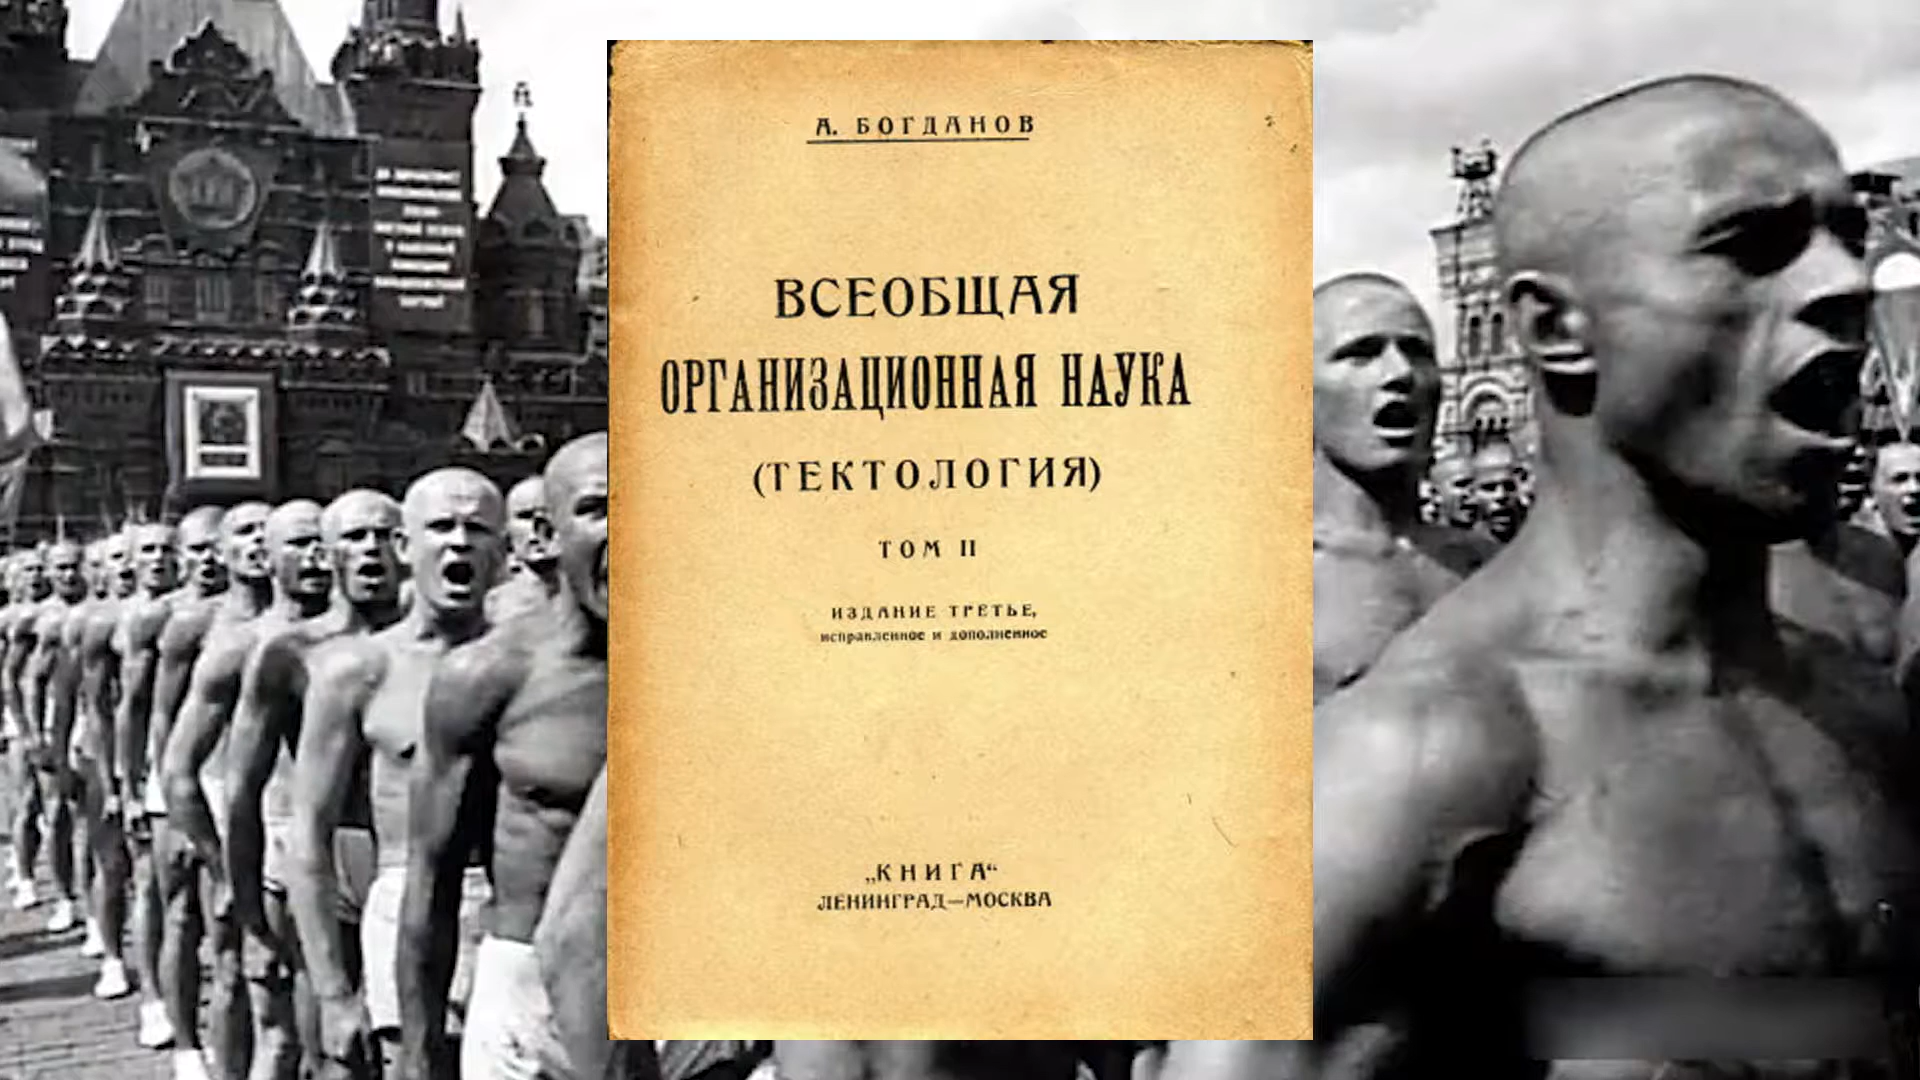 А. БОГДАНОВ
ВСЕОБЩАЯ
ОРГАНИЗАЦИОННАЯ НАУКА
(ТЕКТОЛОГИЯ)
ТОМ II
ИЗДАНИЕ ТРЕТЬЕ,
исправленное и дополненное
„КНИГА“
ЛЕНИНГРАД—МОСКВА